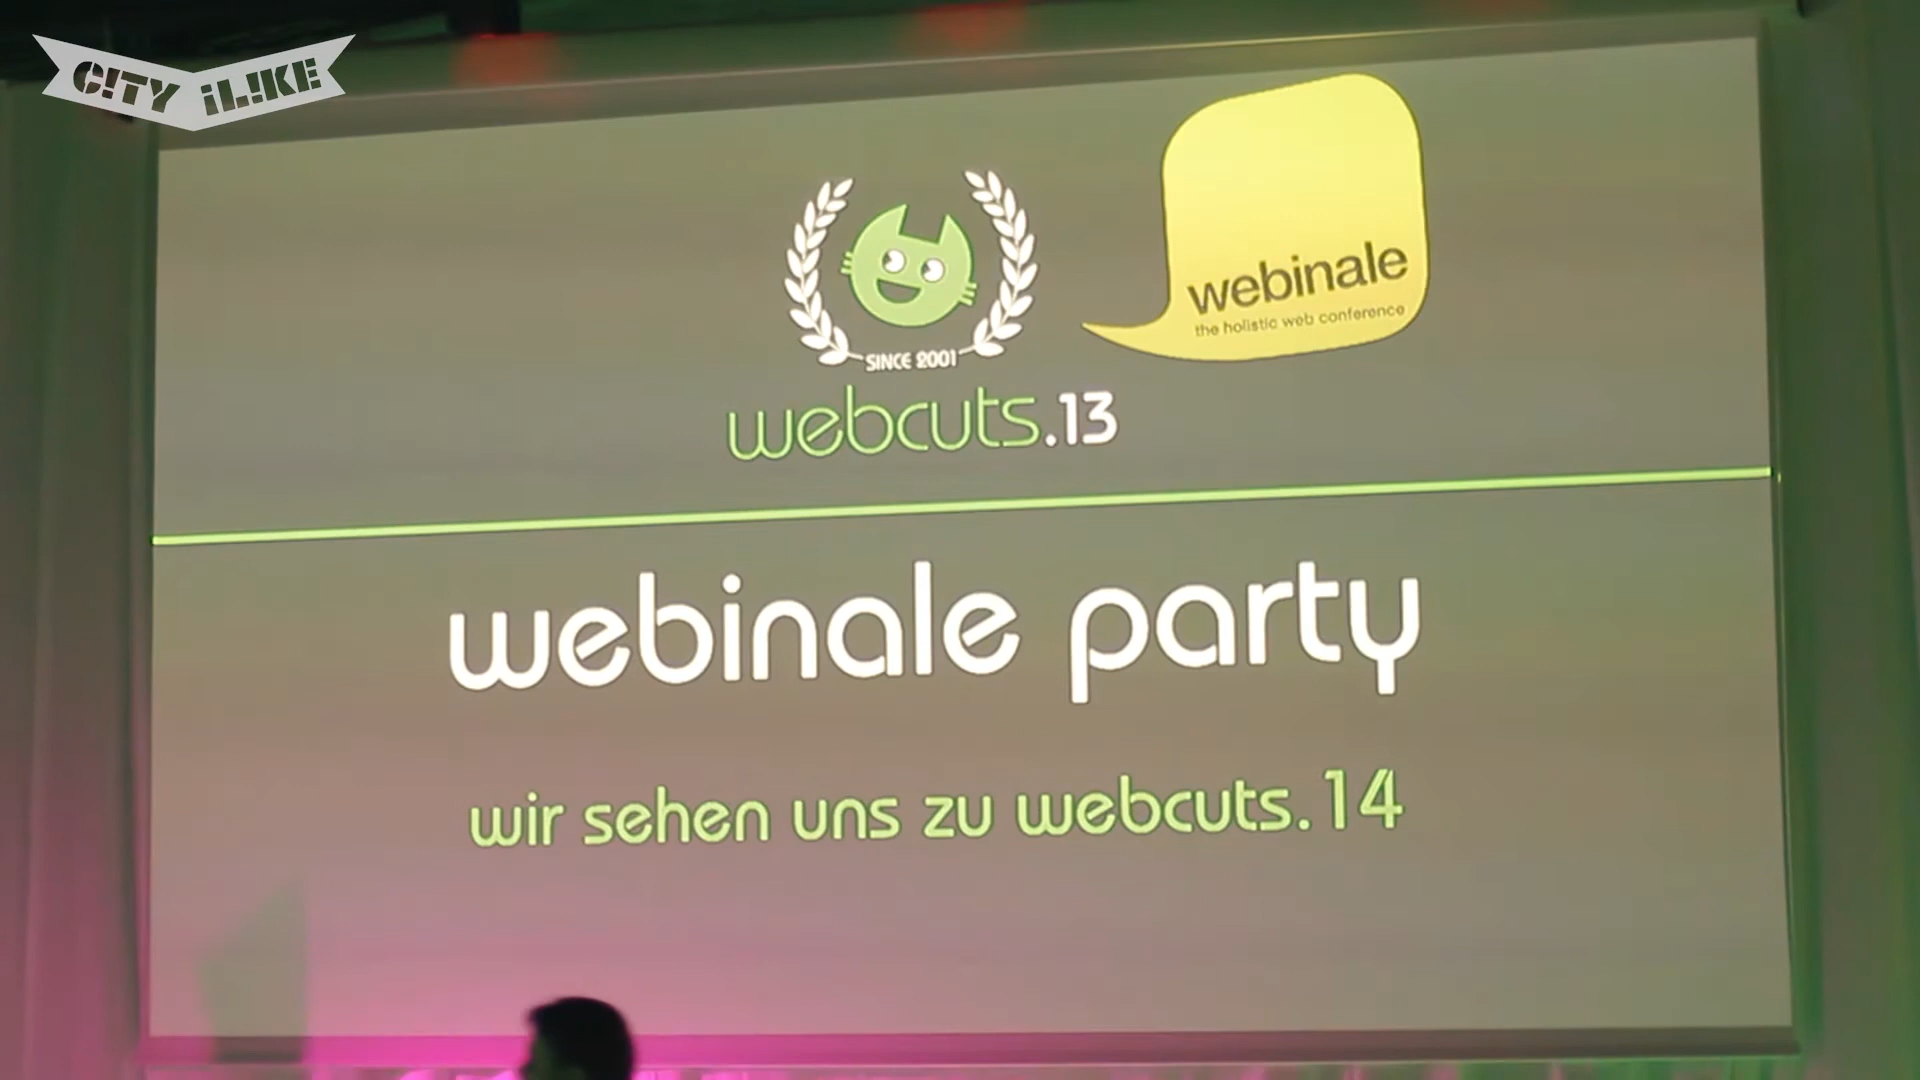 C!TY iL!KE
webinale
the holistic web conference
SINCE 2001
webcuts.13
webinale party
wir sehen uns zu webcuts.14